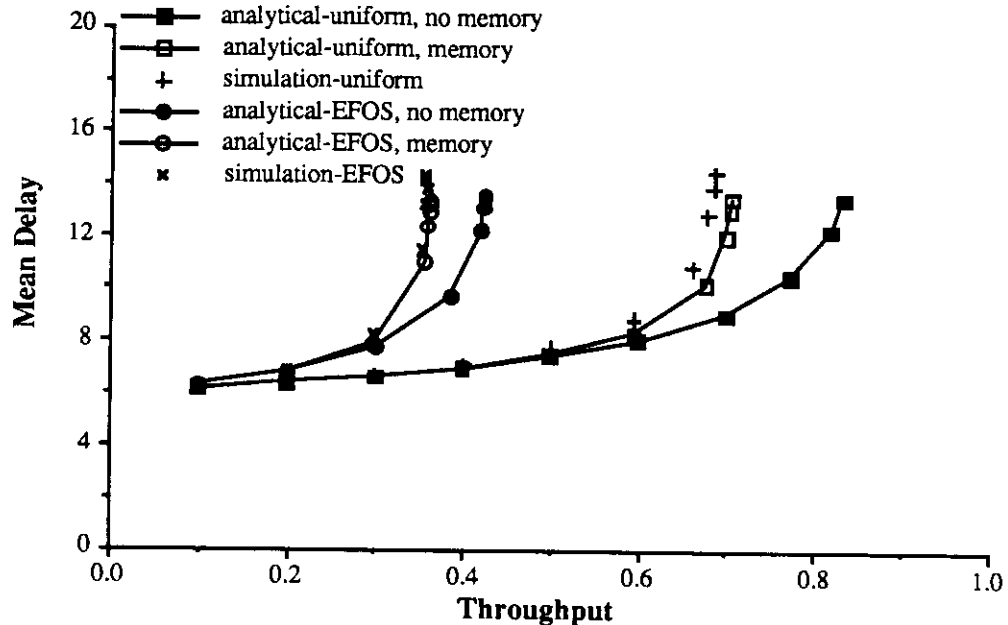 analytical-uniform, no memory
analytical-uniform, memory
simulation-uniform
analytical-EFOS, no memory
analytical-EFOS, memory
simulation-EFOS
20
16
12
8
4
0
Mean Delay
0.0 0.2 0.4 0.6 0.8 1.0
Throughput